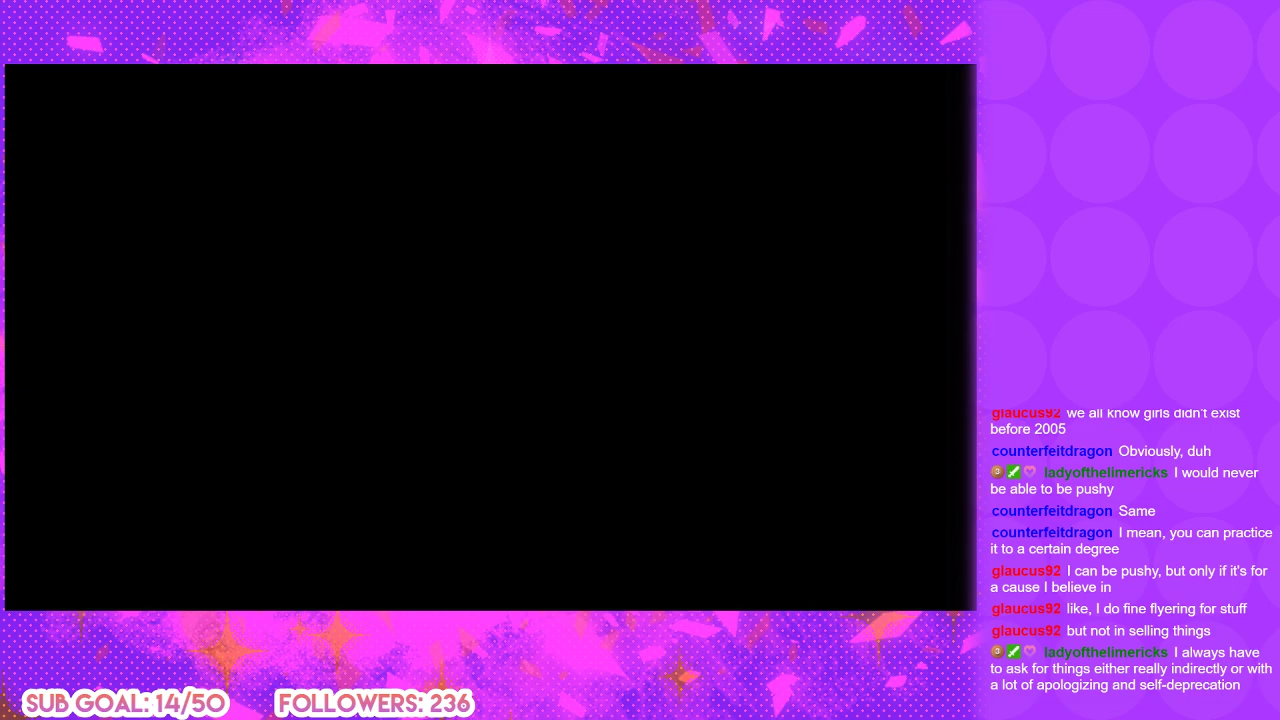 glaucus92 we all know girls didn't exist
before 2005
counterfeitdragon Obviously, duh
ladyofthelimericks I would never
be able to be pushy
counterfeitdragon Same
counterfeitdragon I mean, you can practice
it to a certain degree
glaucus92 I can be pushy, but only if it's for
a cause I believe in
glaucus92 like, I do fine flyering for stuff
glaucus92 but not in selling things
ladyofthelimericks I always have
to ask for things either really indirectly or with
a lot of apologizing and self-deprecation
SUB GOAL: 14/50 FOLLOWERS: 236